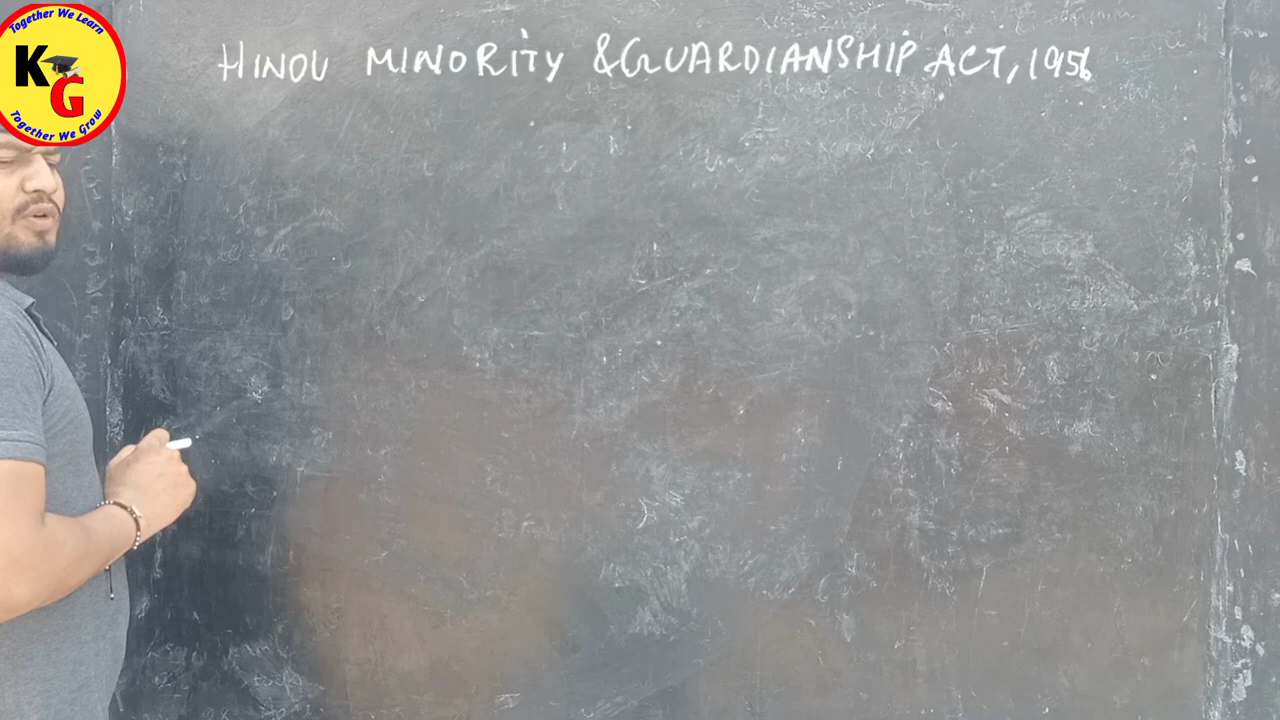 Together We Learn
KG
Together We Grow
HINDU MINORITY & GUARDIANSHIP ACT, 1956